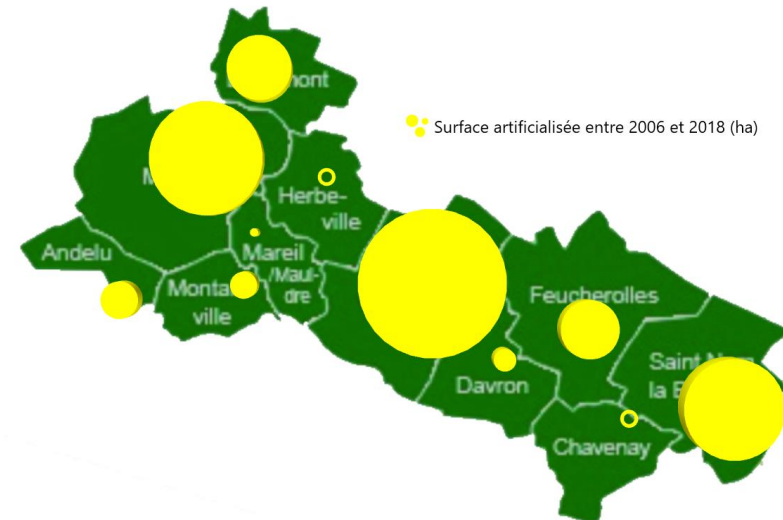 mont
Surface artificialisée entre 2006 et 2018 (ha)
M
Herbe-
ville
Andelu
Mareil
/Maul-
dre
Monta
ville
Feucherolles
Saint
la B
Davron
Chavenay